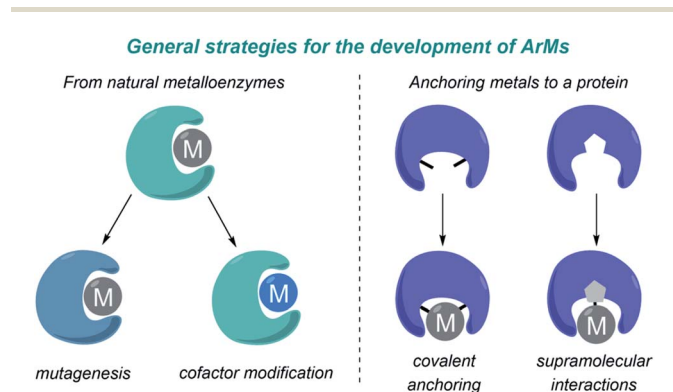 General strategies for the development of ArMs
From natural metalloenzymes
M
M
M
mutagenesis
cofactor modification
Anchoring metals to a protein
M
M
covalent
anchoring
supramolecular
interactions